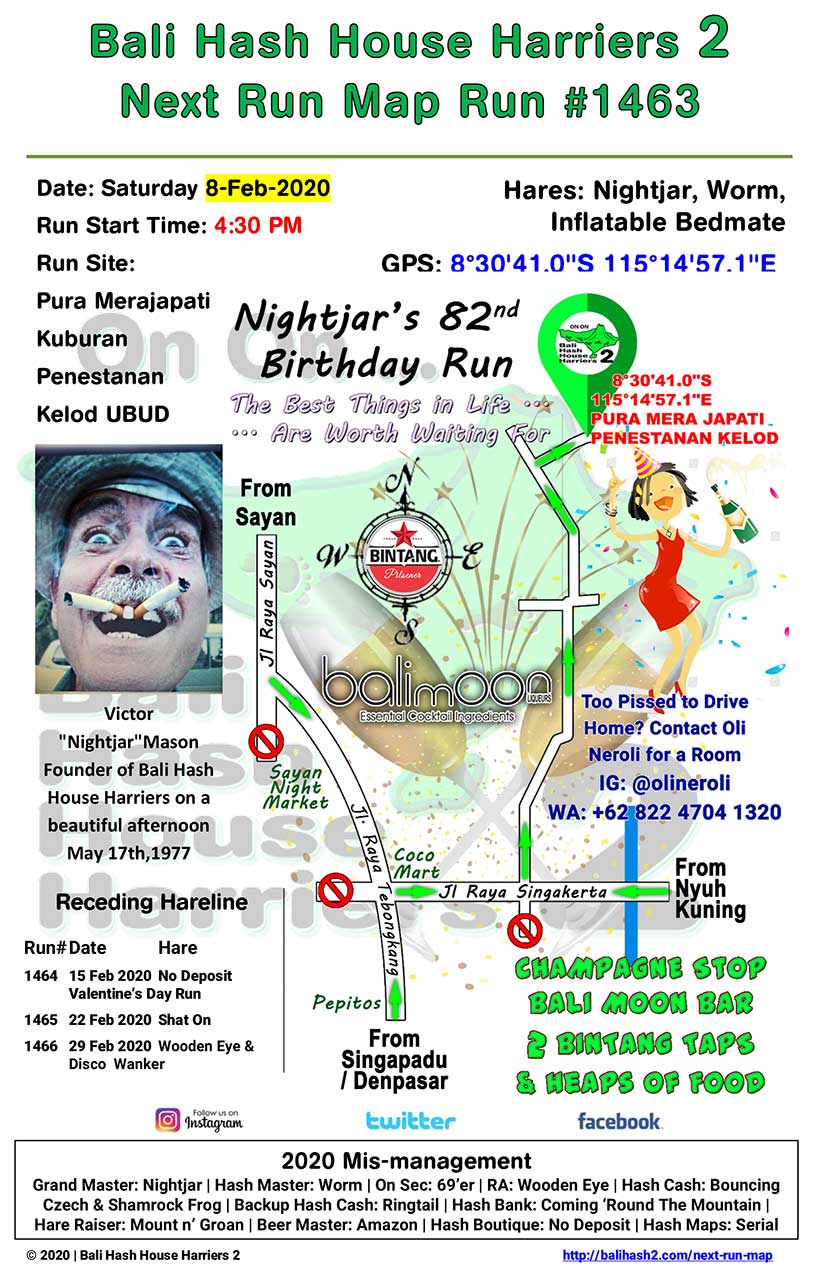 Bali Hash House Harriers 2
Next Run Map Run #1463
Date: Saturday 8-Feb-2020
Run Start Time: 4:30 PM
Run Site:
Pura Merajapati
Kuburan
Penestanan
Kelod UBUD
Hares: Nightjar, Worm,
Inflatable Bedmate
GPS: 8°30'41.0"S 115°14'57.1"E
On On ...
Nightjar's 82nd
Birthday Run
The Best Things in Life ...
... Are Worth Waiting For
ON ON
Bali
Hash
House
Harriers 2
8°30'41.0"S
115°14'57.1"E
PURA MERA JAPATI
PENESTANAN KELOD
From
Sayan
Jl Raya Sayan
N
W
E
S
BINTANG
Pilsener
balimoon
LIQUEURS
Essential Cocktail Ingredients
Victor
"Nightjar"Mason
Founder of Bali Hash
House Harriers on a
beautiful afternoon
May 17th,1977
Bali
Hash
House
Harriers
Sayan
Night
Market
Jl. Raya Tebongkang
Coco
Mart
Jl Raya Singakerta
Too Pissed to Drive
Home? Contact Oli
Neroli for a Room
IG: @olineroli
WA: +62 822 4704 1320
From
Nyuh
Kuning
Receding Hareline
Run# Date Hare
1464 15 Feb 2020 No Deposit
Valentine's Day Run
1465 22 Feb 2020 Shat On
1466 29 Feb 2020 Wooden Eye &
Disco Wanker
Pepitos
From
Singapadu
/ Denpasar
CHAMPAGNE STOP
BALI MOON BAR
2 BINTANG TAPS
& HEAPS OF FOOD
Follow us on
Instagram
twitter
facebook.
2020 Mis-management
Grand Master: Nightjar | Hash Master: Worm | On Sec: 69'er | RA: Wooden Eye | Hash Cash: Bouncing
Czech & Shamrock Frog | Backup Hash Cash: Ringtail | Hash Bank: Coming 'Round The Mountain |
Hare Raiser: Mount n' Groan | Beer Master: Amazon | Hash Boutique: No Deposit | Hash Maps: Serial
© 2020 | Bali Hash House Harriers 2
http://balihash2.com/next-run-map